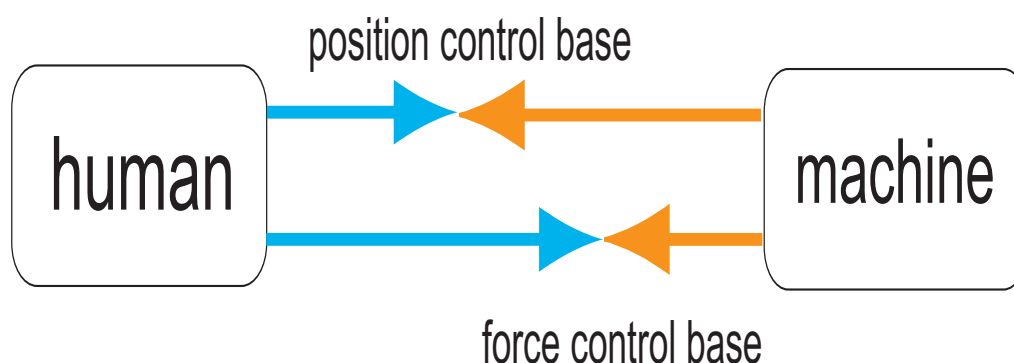 position control base
human
machine
force control base